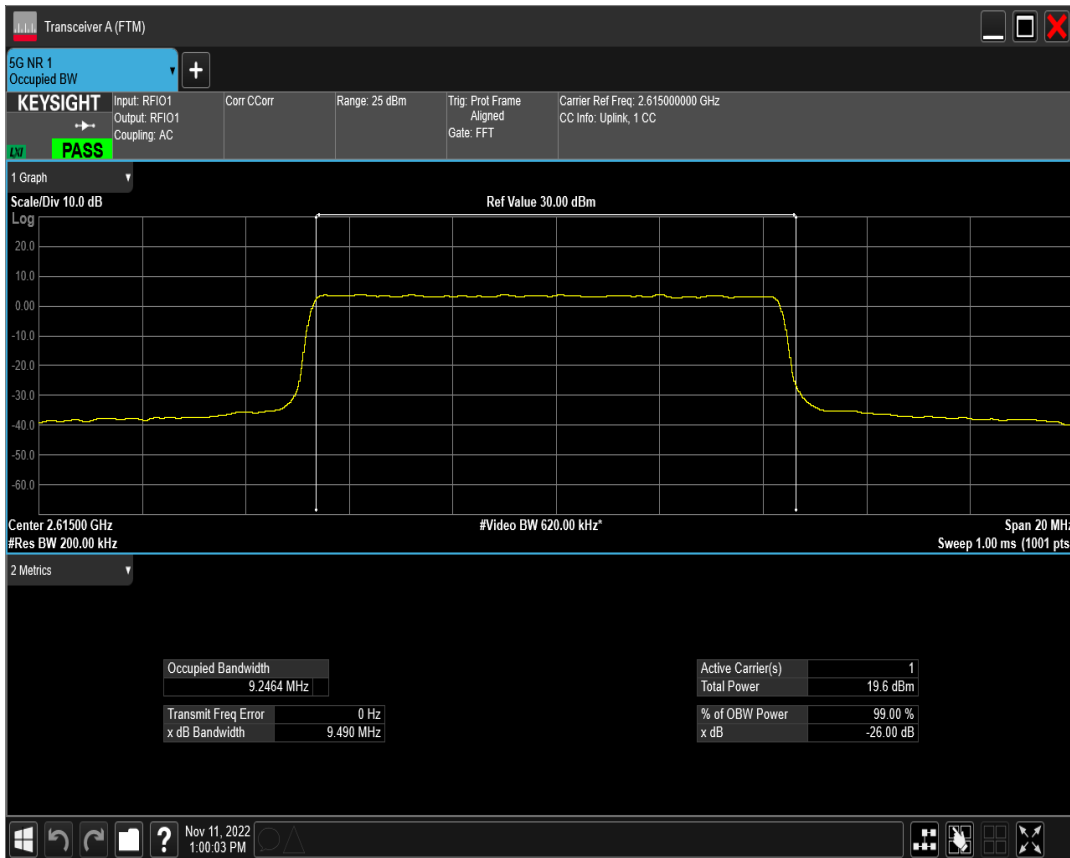 Transceiver A (FTM)
5G NR 1
Occupied BW
+
KEYSIGHT
LXI
PASS
Input: RFIO1
Output: RFIO1
Coupling: AC
Corr CCorr
Range: 25 dBm
Trig: Prot Frame
Aligned
Gate: FFT
Carrier Ref Freq: 2.615000000 GHz
CC Info: Uplink, 1 CC
1 Graph
Scale/Div 10.0 dB
Ref Value 30.00 dBm
Log
20.0
10.0
0.00
-10.0
-20.0
-30.0
-40.0
-50.0
-60.0
Center 2.61500 GHz
#Video BW 620.00 kHz*
Span 20 MHz
#Res BW 200.00 kHz
Sweep 1.00 ms (1001 pts
2 Metrics
Occupied Bandwidth
9.2464 MHz
Transmit Freq Error 0 Hz
x dB Bandwidth 9.490 MHz
Active Carrier(s) 1
Total Power 19.6 dBm
% of OBW Power 99.00 %
x dB -26.00 dB
?
Nov 11, 2022
1:00:03 PM